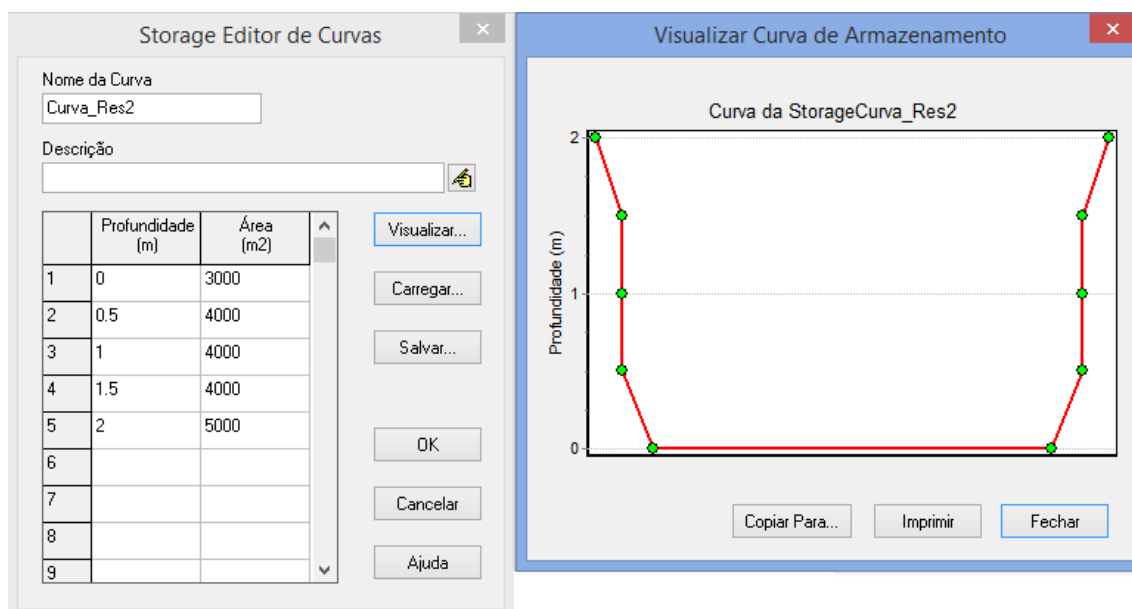 Storage Editor de Curvas
Nome da Curva
Curva_Res2
Descrição
Profundidade (m) Área (m2)
1 0 3000
2 0.5 4000
3 1 4000
4 1.5 4000
5 2 5000
6
7
8
9
Visualizar...
Carregar...
Salvar...
OK
Cancelar
Ajuda
Visualizar Curva de Armazenamento
Curva da StorageCurva_Res2
Profundidade (m)
2
1
0
Copiar Para... Imprimir Fechar